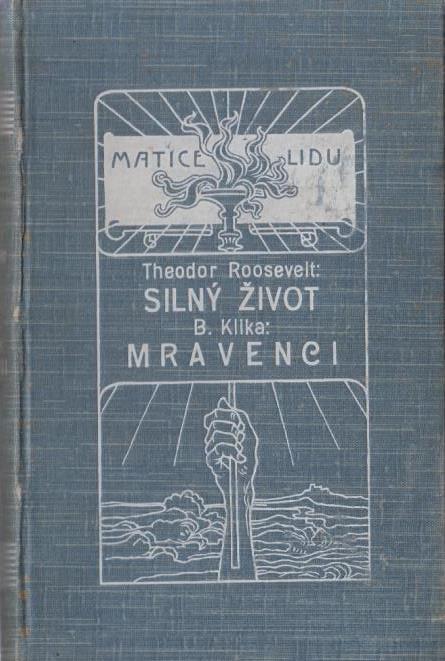 MATICE LIDU
Theodor Roosevelt:
SILNÝ ŽIVOT
B. Klika:
MRAVENCI